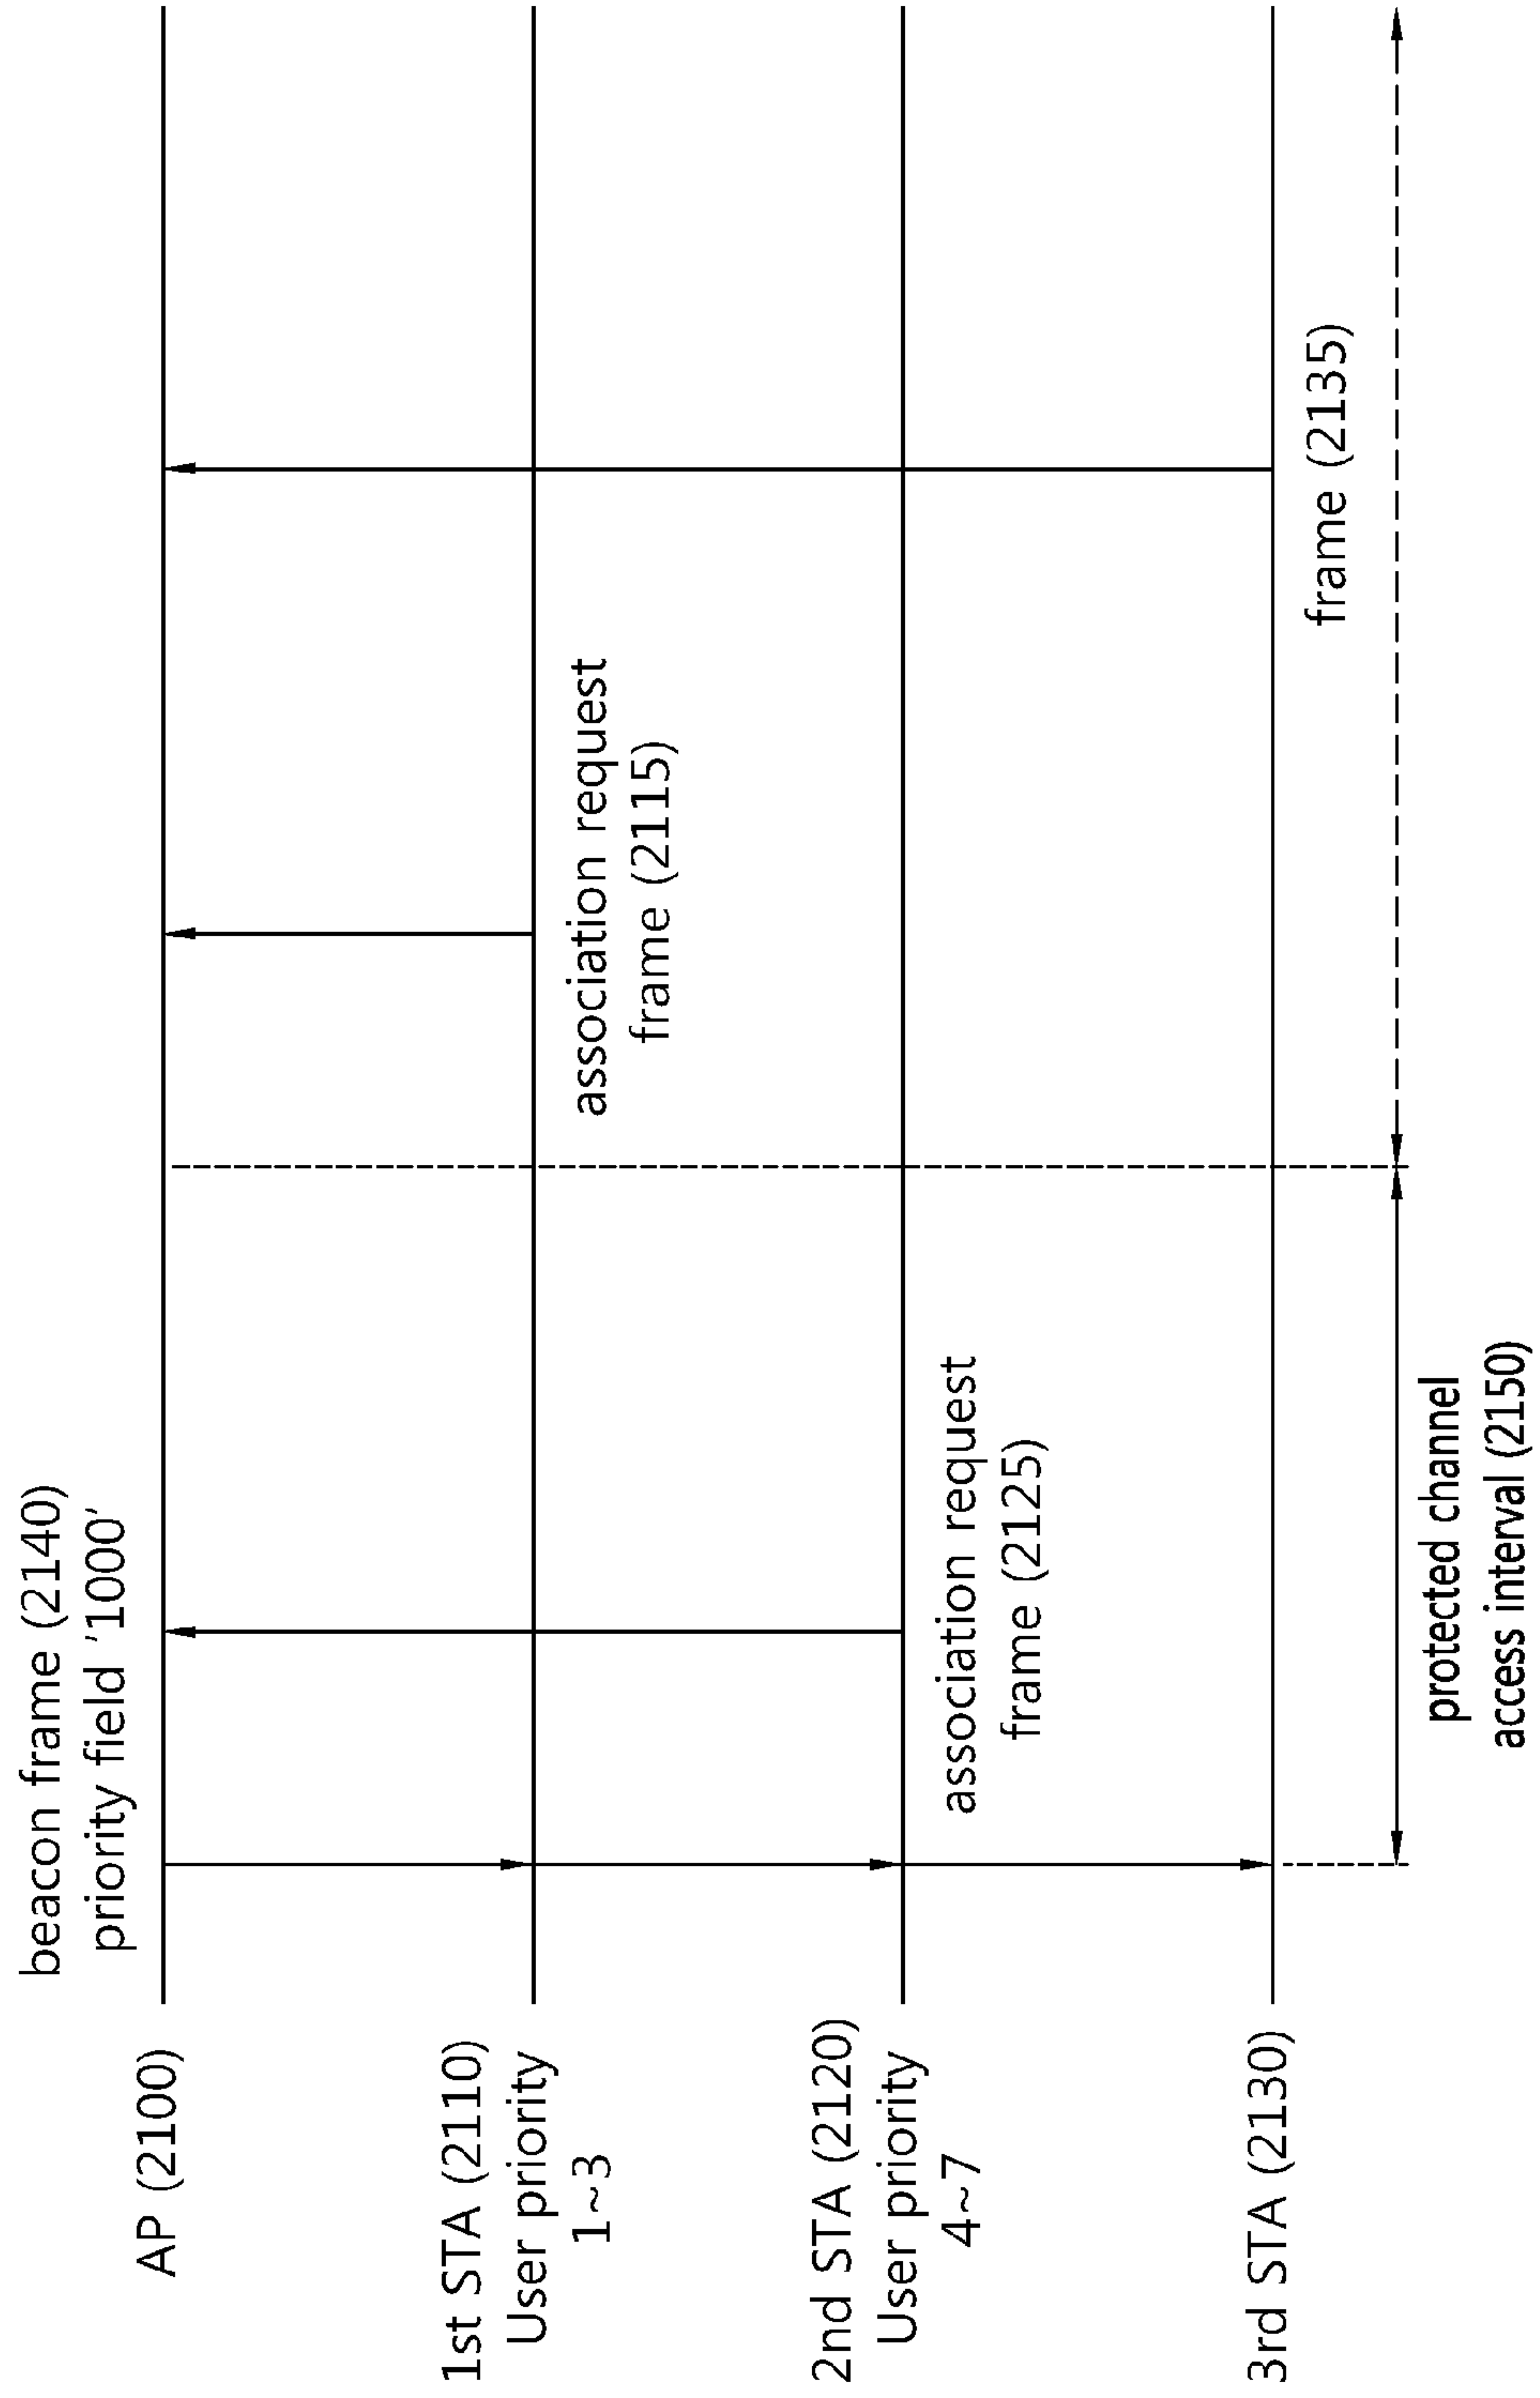 beacon frame (2140)
priority field '1000'
AP (2100)
1st STA (2110)
User priority
1~3
association request
frame (2115)
2nd STA (2120)
User priority
4~7
association request
frame (2125)
3rd STA (2130)
frame (2135)
protected channel
access interval (2150)